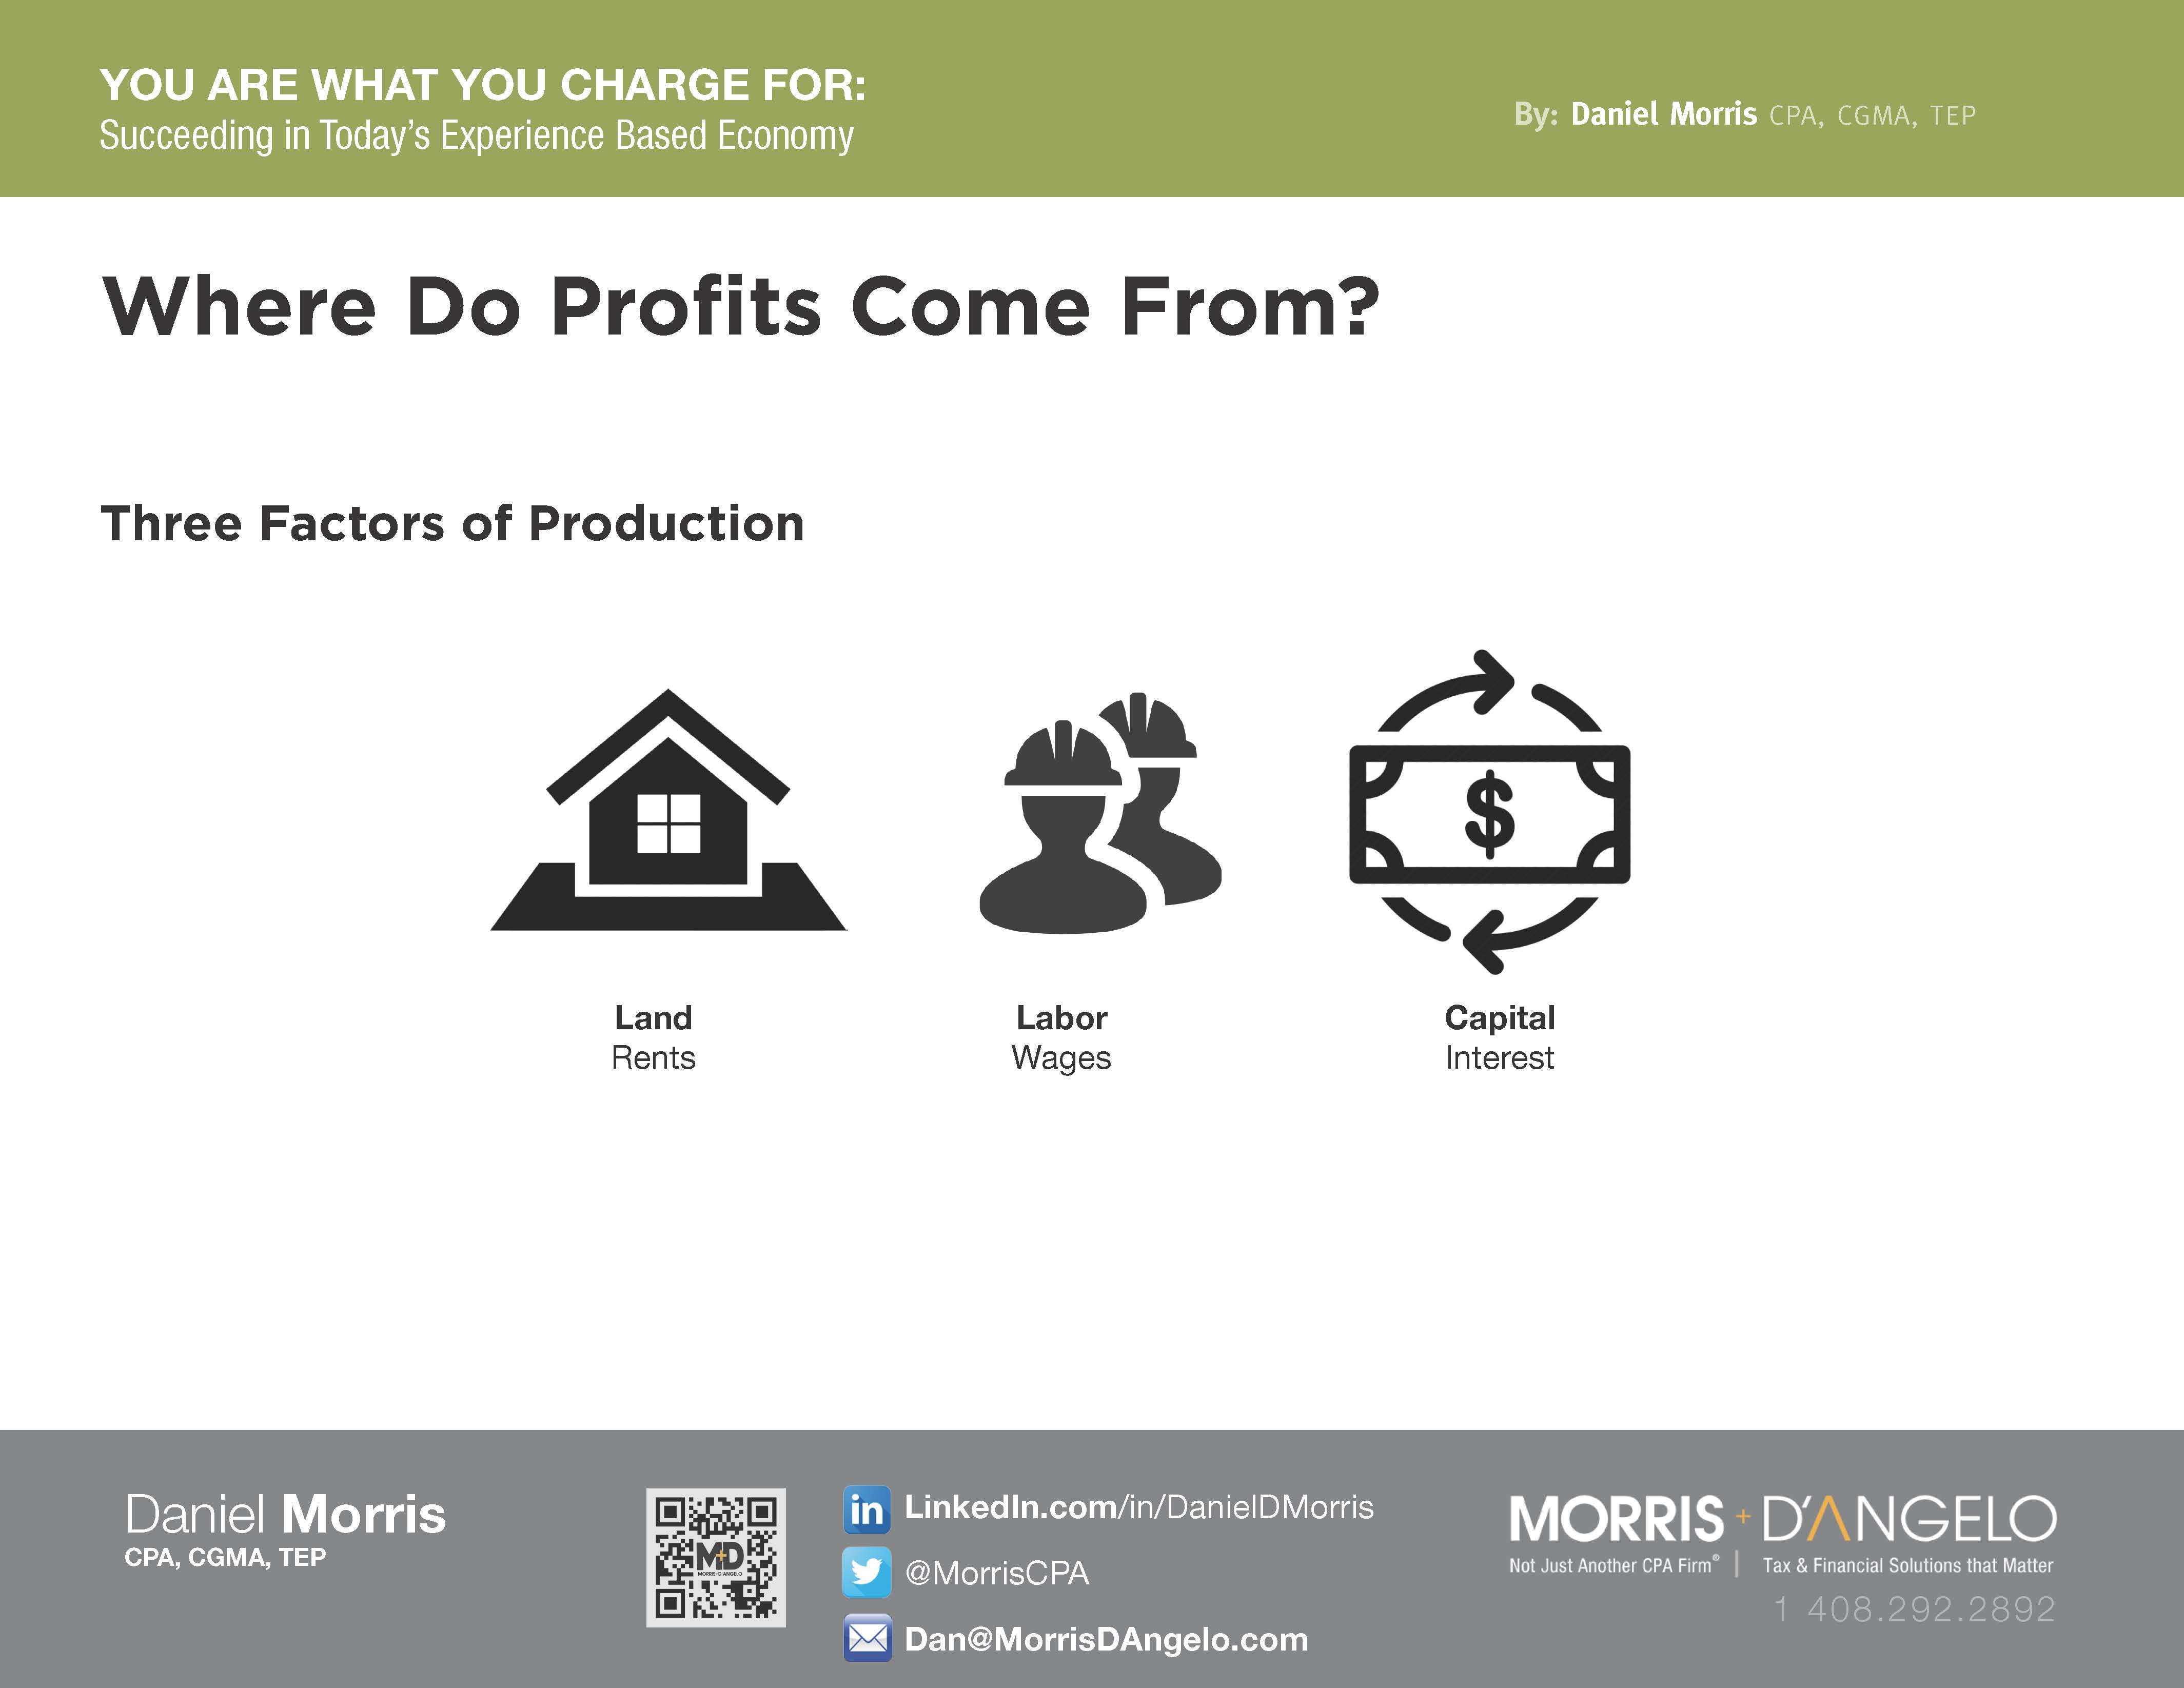 YOU ARE WHAT YOU CHARGE FOR:
Succeeding in Today's Experience Based Economy
By: Daniel Morris CPA, CGMA, TEP
Where Do Profits Come From?
Three Factors of Production
$
Land
Rents
Labor
Wages
Capital
Interest
Daniel Morris
CPA, CGMA, TEP
M+D
MORRIS+D'ANGELO
in LinkedIn.com/in/DanielDMorris
@MorrisCPA
Dan@MorrisDAngelo.com
MORRIS + D'ANGELO
Not Just Another CPA Firm® | Tax & Financial Solutions that Matter
1 408.292.2892